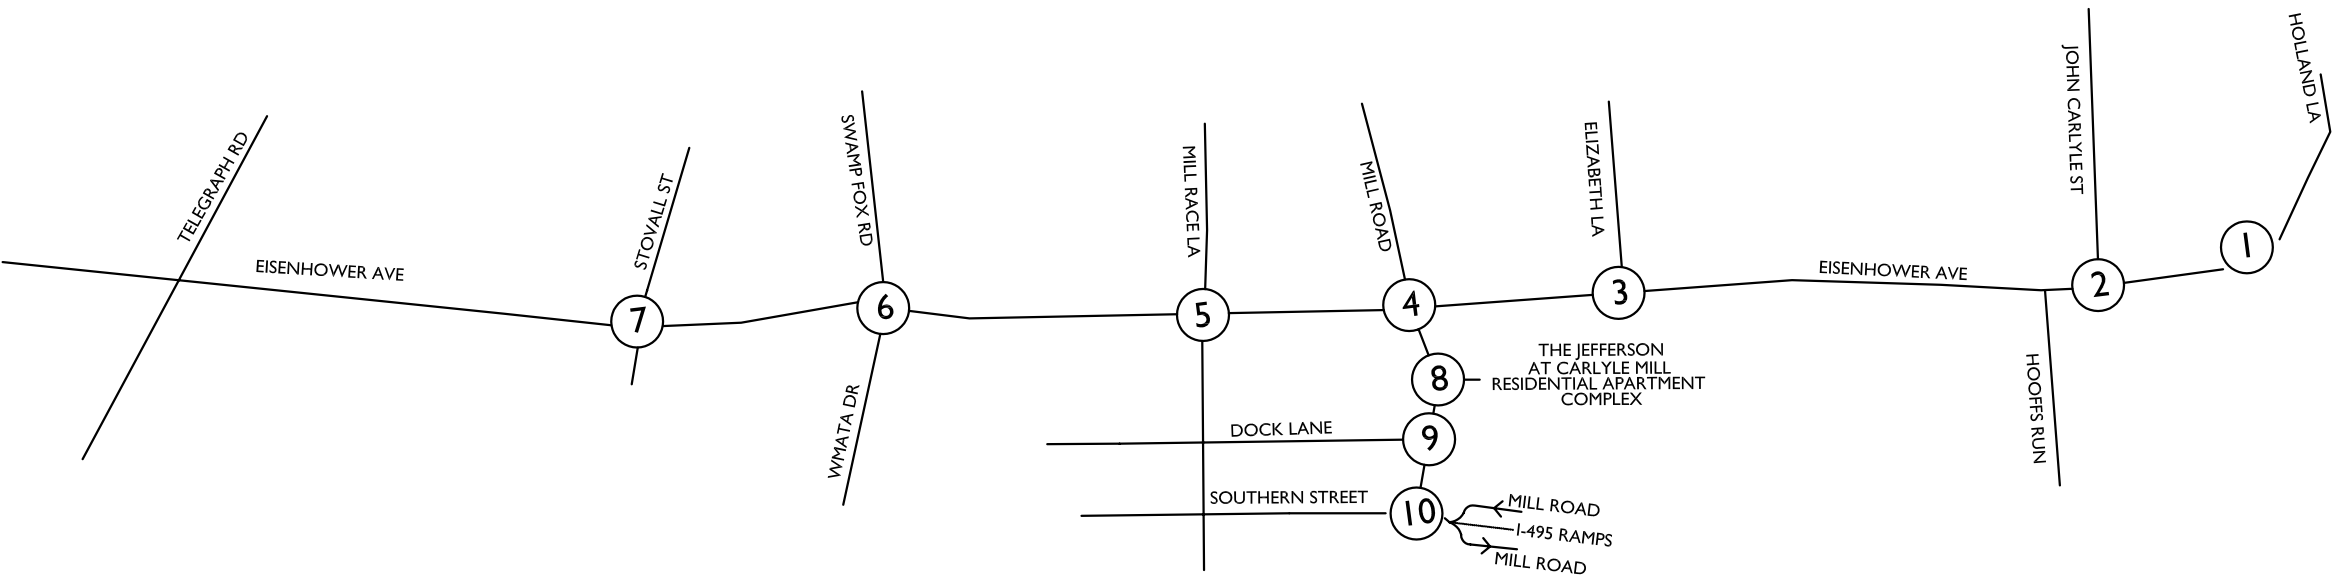 HOLLAND LA
JOHN CARLYLE ST
SWAMP FOX RD
ELIZABETH LA
TELEGRAPH RD
MILL RACE LA
MILL ROAD
STOVALL ST
1
EISENHOWER AVE
EISENHOWER AVE
7
6
5
4
3
2
THE JEFFERSON
AT CARLYLE MILL
RESIDENTIAL APARTMENT
COMPLEX
8
HOOFFS RUN
WMATA DR
DOCK LANE
9
SOUTHERN STREET
10
MILL ROAD
I-495 RAMPS
MILL ROAD